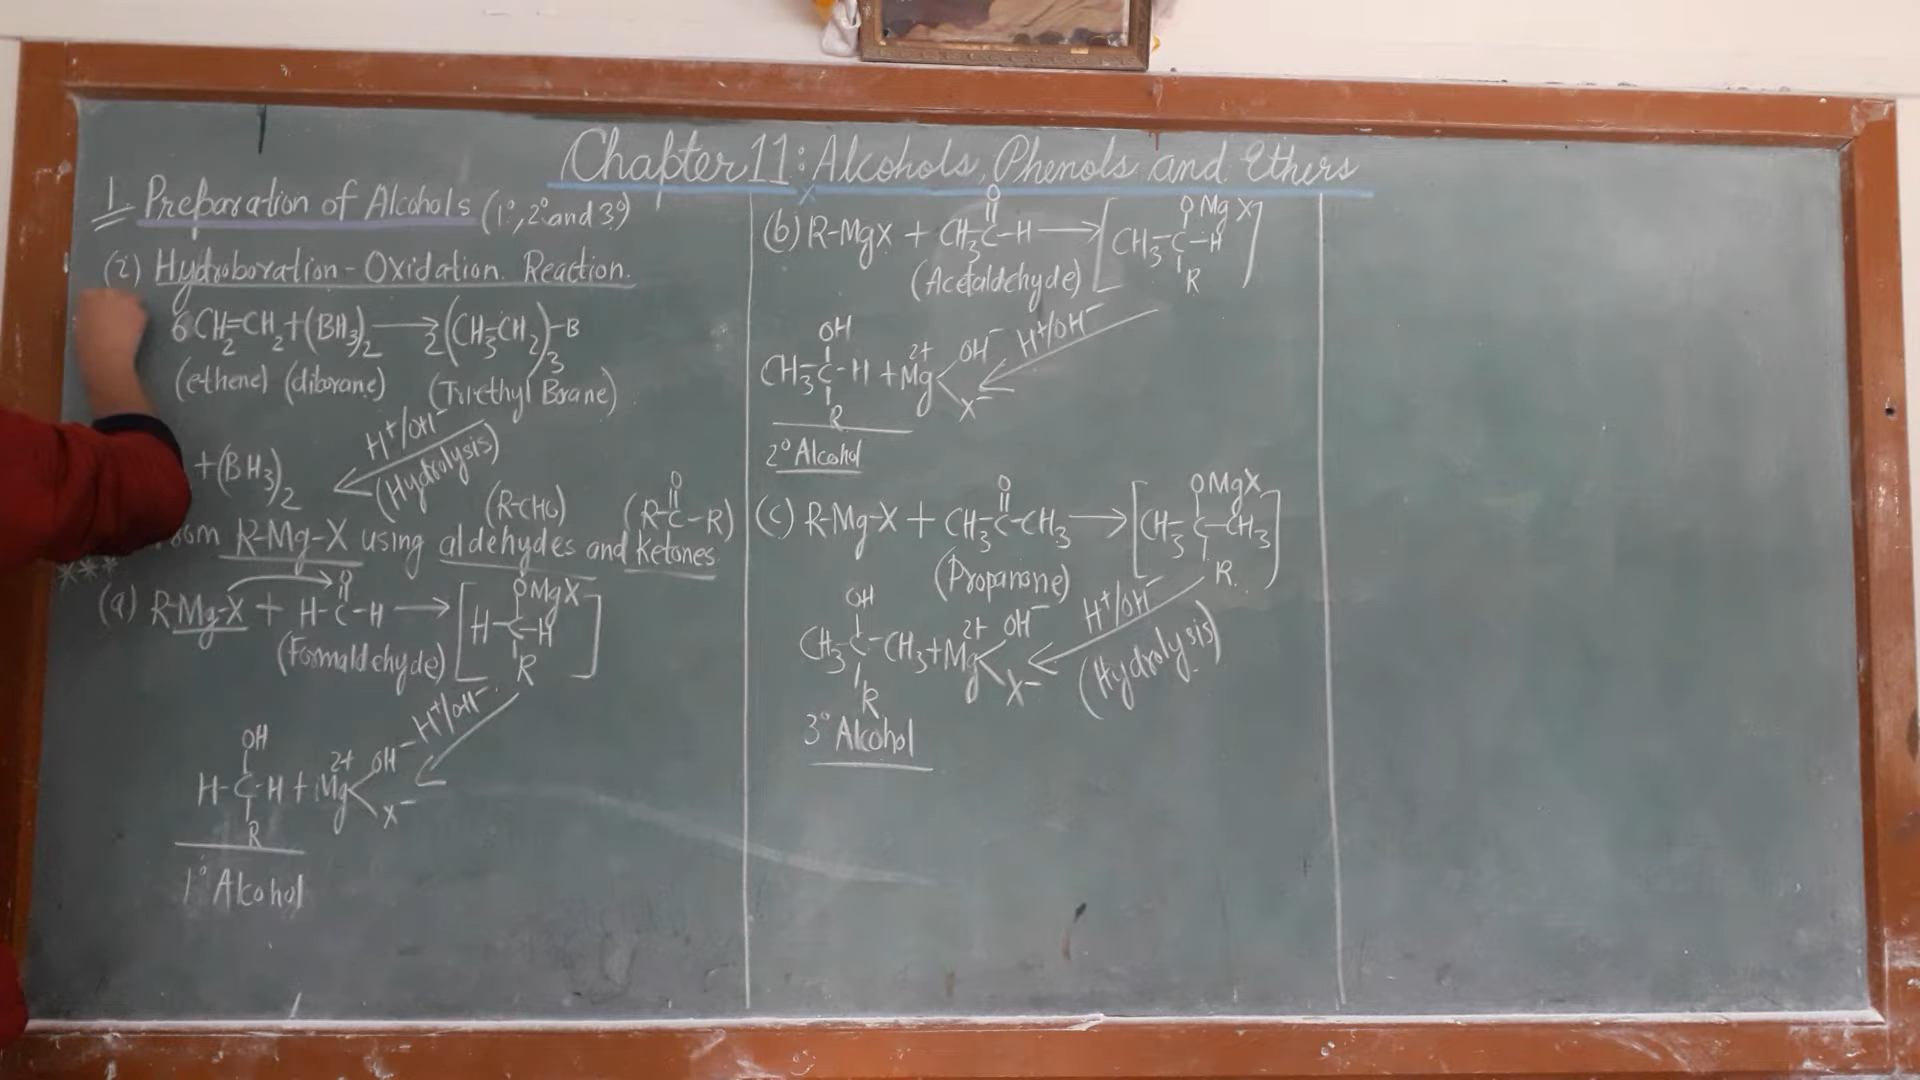 Chapter 11: Alcohols, Phenols and Ethers
1. Preparation of Alcohols (1°, 2° and 3°)
(i) Hydroboration - Oxidation Reaction.
6CH₂=CH₂ + (BH₃)₂ ⟶ 2(CH₃-CH₂)₃-B
(ethene) (diborane) (Triethyl Borane)
H⁺/OH⁻
(Hydrolysis)
+(BH₃)₂
(R-CHO)
O
||
(R-C-R)
R-Mg-X using aldehydes and ketones
***
O
||
(a) R-Mg-X + H-C-H ⟶ [H-C-H]
OMgX
R
(Formaldehyde)
H⁺/OH⁻
OH
H-C-H + Mg²⁺ OH⁻
X⁻
R
1° Alcohol
O
||
(b) R-MgX + CH₃-C-H ⟶ [CH₃-C-H]
OMgX
R
(Acetaldehyde)
H⁺/OH⁻
OH
CH₃-C-H + Mg²⁺ OH⁻
X⁻
R
2° Alcohol
O
||
(c) R-Mg-X + CH₃-C-CH₃ ⟶ [CH₃-C-CH₃]
OMgX
R
(Propanone)
H⁺/OH⁻
(Hydrolysis)
OH
CH₃-C-CH₃ + Mg²⁺ OH⁻
X⁻
R
3° Alcohol